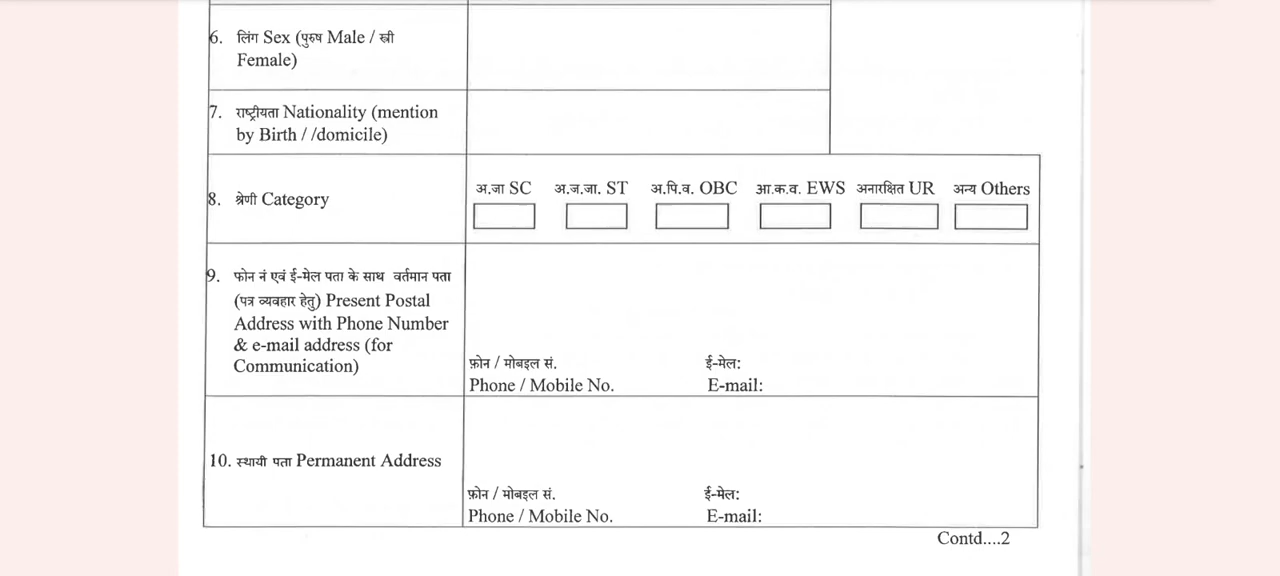 6. लिंग Sex (पुरुष Male / स्त्री
Female)
7. राष्ट्रीयता Nationality (mention
by Birth / /domicile)
8. श्रेणी Category
अ.जा SC अ.ज.जा. ST अ.पि.व. OBC आ.क.व. EWS अनारक्षित UR अन्य Others
9. फोन नं एवं ई-मेल पता के साथ वर्तमान पता
(पत्र व्यवहार हेतु) Present Postal
Address with Phone Number
& e-mail address (for
Communication)
फ़ोन / मोबइल सं. ई-मेल:
Phone / Mobile No. E-mail:
10. स्थायी पता Permanent Address
फ़ोन / मोबइल सं. ई-मेल:
Phone / Mobile No. E-mail:
Contd....2